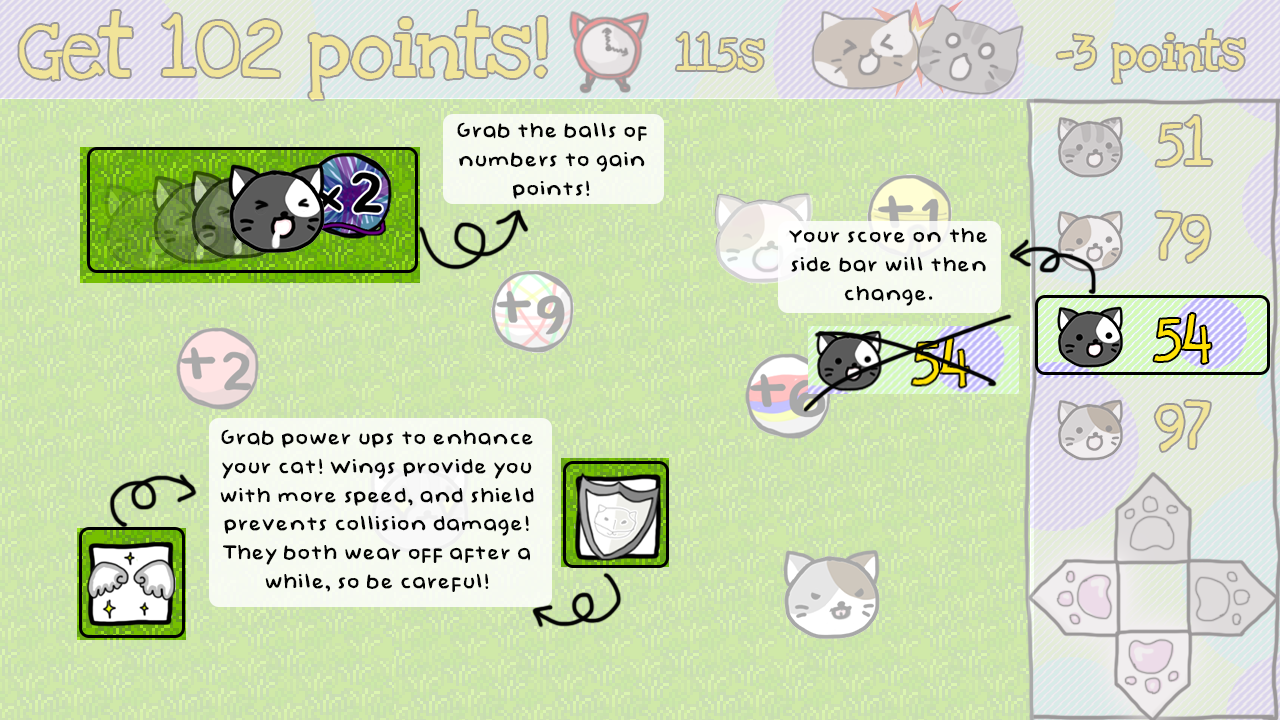 Get 102 points!
115s
-3 points
Grab the balls of
numbers to gain
points!
×2
+1
51
79
Your score on the
side bar will then
change.
+9
54
54
+2
+6
97
Grab power ups to enhance
your cat! Wings provide you
with more speed, and shield
prevents collision damage!
They both wear off after a
while, so be careful!